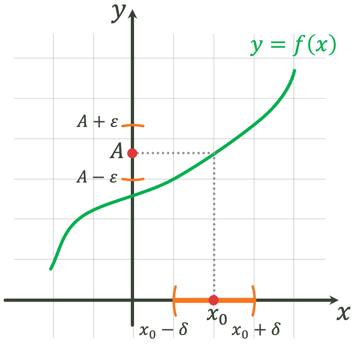 y
y = f(x)
A + ε
A
A − ε
x₀
x
x₀ − δ
x₀ + δ